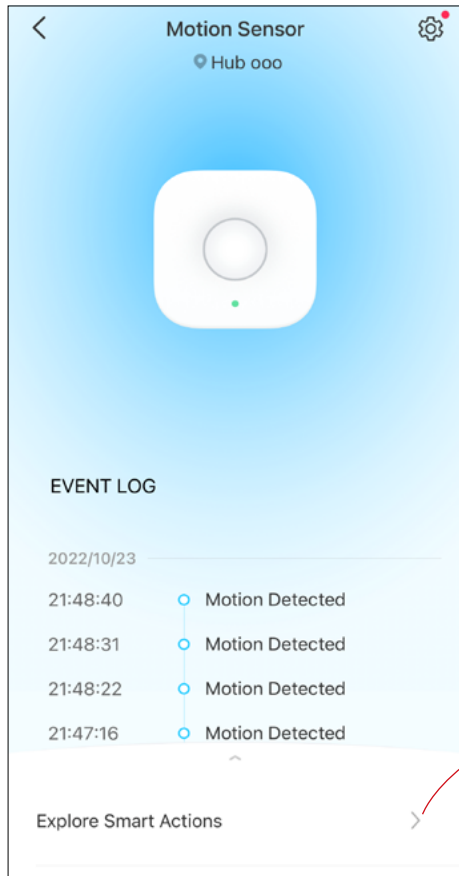 Motion Sensor
Hub ooo
EVENT LOG
2022/10/23
21:48:40 Motion Detected
21:48:31 Motion Detected
21:48:22 Motion Detected
21:47:16 Motion Detected
Explore Smart Actions